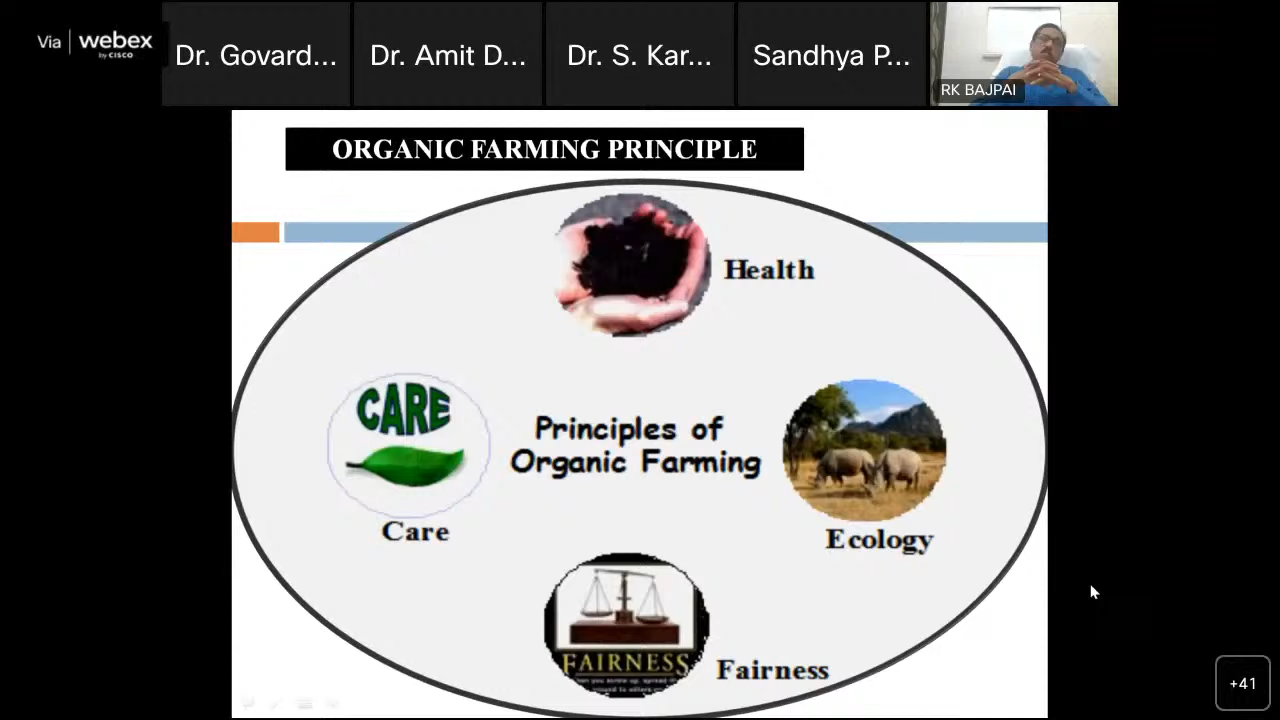 Via webex
by CISCO
Dr. Govard...
Dr. Amit D...
Dr. S. Kar...
Sandhya P...
RK BAJPAI
ORGANIC FARMING PRINCIPLE
Health
CARE
Principles of
Organic Farming
Care
Ecology
FAIRNESS
Fairness
+41